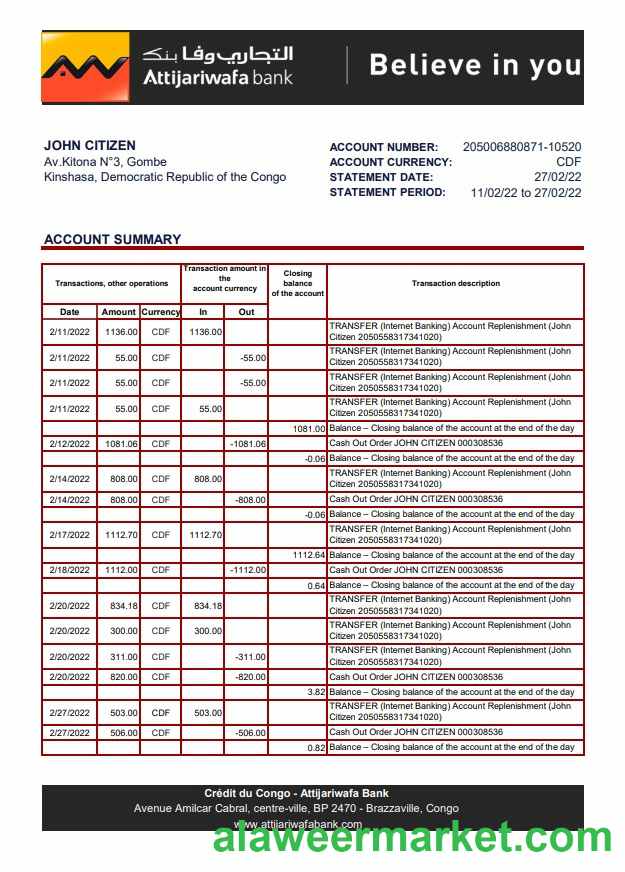 التجاري وفا بنك
Attijariwafa bank
Believe in you
JOHN CITIZEN
Av.Kitona N°3, Gombe
Kinshasa, Democratic Republic of the Congo
ACCOUNT NUMBER: 205006880871-10520
ACCOUNT CURRENCY: CDF
STATEMENT DATE: 27/02/22
STATEMENT PERIOD: 11/02/22 to 27/02/22
ACCOUNT SUMMARY
Transactions, other operations
Transaction amount in
the
account currency
Closing
balance
of the account
Transaction description
Date Amount Currency In Out
2/11/2022 1136.00 CDF 1136.00 TRANSFER (Internet Banking) Account Replenishment (John
Citizen 2050558317341020)
2/11/2022 55.00 CDF -55.00 TRANSFER (Internet Banking) Account Replenishment (John
Citizen 2050558317341020)
2/11/2022 55.00 CDF -55.00 TRANSFER (Internet Banking) Account Replenishment (John
Citizen 2050558317341020)
2/11/2022 55.00 CDF 55.00 TRANSFER (Internet Banking) Account Replenishment (John
Citizen 2050558317341020)
1081.00 Balance – Closing balance of the account at the end of the day
2/12/2022 1081.06 CDF -1081.06 Cash Out Order JOHN CITIZEN 000308536
-0.06 Balance – Closing balance of the account at the end of the day
2/14/2022 808.00 CDF 808.00 TRANSFER (Internet Banking) Account Replenishment (John
Citizen 2050558317341020)
2/14/2022 808.00 CDF -808.00 Cash Out Order JOHN CITIZEN 000308536
-0.06 Balance – Closing balance of the account at the end of the day
2/17/2022 1112.70 CDF 1112.70 TRANSFER (Internet Banking) Account Replenishment (John
Citizen 2050558317341020)
1112.64 Balance – Closing balance of the account at the end of the day
2/18/2022 1112.00 CDF -1112.00 Cash Out Order JOHN CITIZEN 000308536
0.64 Balance – Closing balance of the account at the end of the day
2/20/2022 834.18 CDF 834.18 TRANSFER (Internet Banking) Account Replenishment (John
Citizen 2050558317341020)
2/20/2022 300.00 CDF 300.00 TRANSFER (Internet Banking) Account Replenishment (John
Citizen 2050558317341020)
2/20/2022 311.00 CDF -311.00 TRANSFER (Internet Banking) Account Replenishment (John
Citizen 2050558317341020)
2/20/2022 820.00 CDF -820.00 Cash Out Order JOHN CITIZEN 000308536
3.82 Balance – Closing balance of the account at the end of the day
2/27/2022 503.00 CDF 503.00 TRANSFER (Internet Banking) Account Replenishment (John
Citizen 2050558317341020)
2/27/2022 506.00 CDF -506.00 Cash Out Order JOHN CITIZEN 000308536
0.82 Balance – Closing balance of the account at the end of the day
Crédit du Congo - Attijariwafa Bank
Avenue Amilcar Cabral, centre-ville, BP 2470 - Brazzaville, Congo
www.attijariwafabank.com
alaweermarket.com